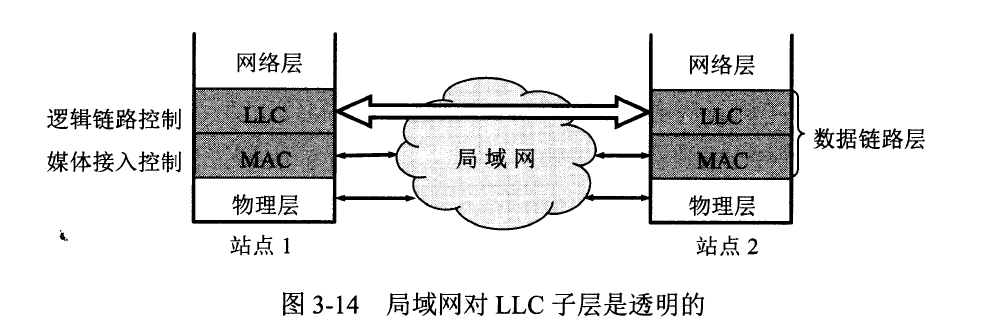 网络层
网络层
逻辑链路控制
LLC
LLC
数据链路层
媒体接入控制
MAC
局域网
MAC
物理层
物理层
站点 1
站点 2
图 3-14 局域网对 LLC 子层是透明的